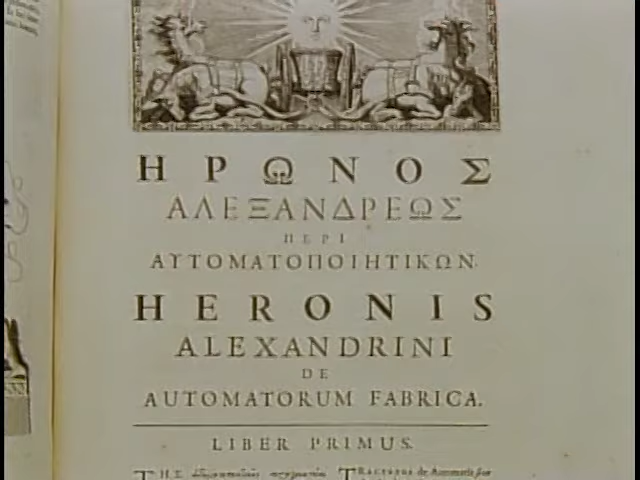 ΗΡΩΝΟΣ
ΑΛΕΞΑΝΔΡΕΩΣ
ΠΕΡΙ
ΑΥΤΟΜΑΤΟΠΟΙΗΤΙΚΩΝ
HERONIS
ALEXANDRINI
DE
AUTOMATORUM FABRICA.
LIBER PRIMUS.